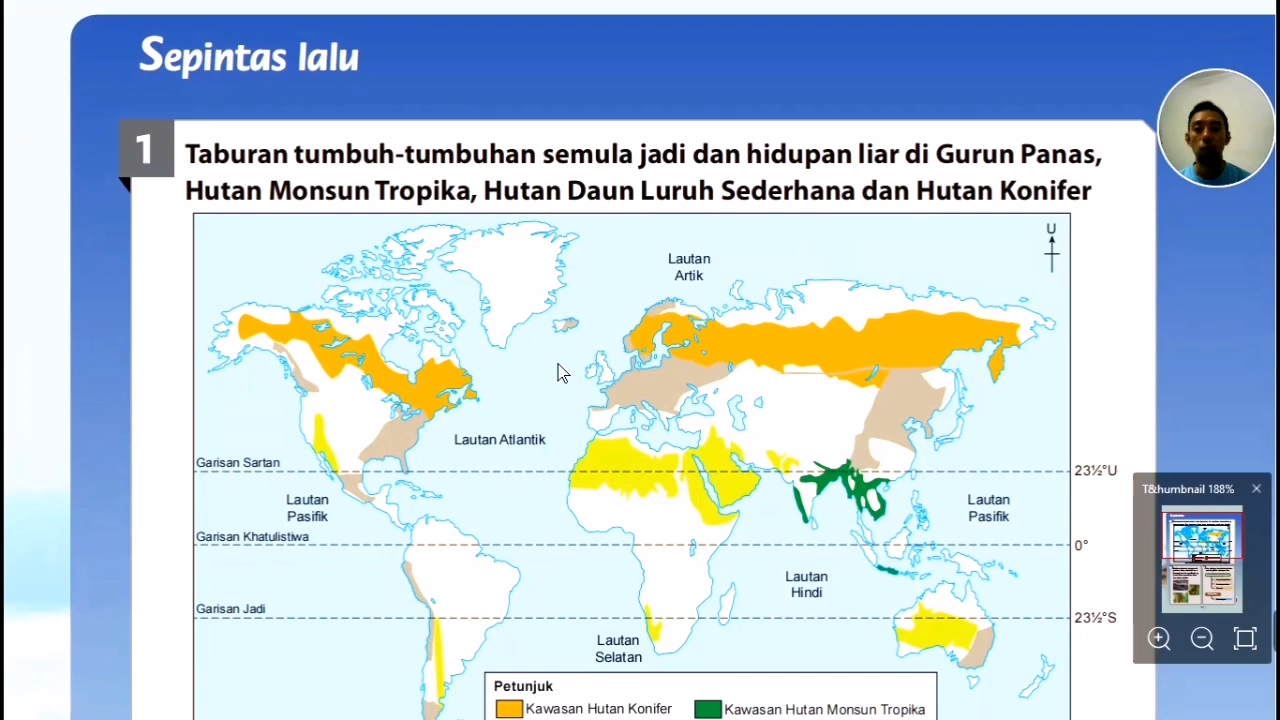 Sepintas lalu
1
Taburan tumbuh-tumbuhan semula jadi dan hidupan liar di Gurun Panas,
Hutan Monsun Tropika, Hutan Daun Luruh Sederhana dan Hutan Konifer
U
Lautan
Artik
Lautan Atlantik
Garisan Sartan
23½°U
Lautan
Pasifik
Lautan
Pasifik
Garisan Khatulistiwa
0°
Lautan
Hindi
Garisan Jadi
23½°S
Lautan
Selatan
Petunjuk
Kawasan Hutan Konifer
Kawasan Hutan Monsun Tropika
T&humbnail 188%